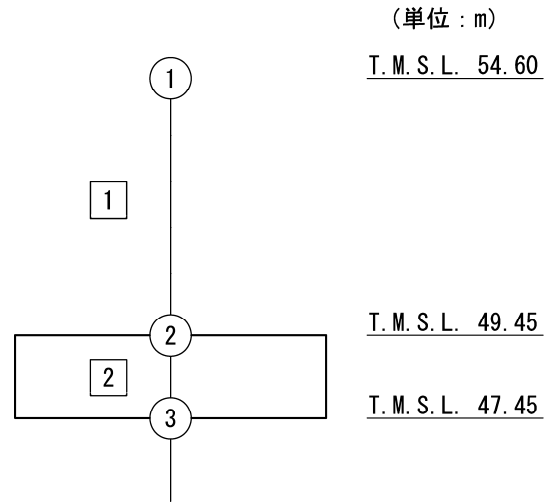 (単位:m)
① T.M.S.L. 54.60
1
② T.M.S.L. 49.45
2
③ T.M.S.L. 47.45